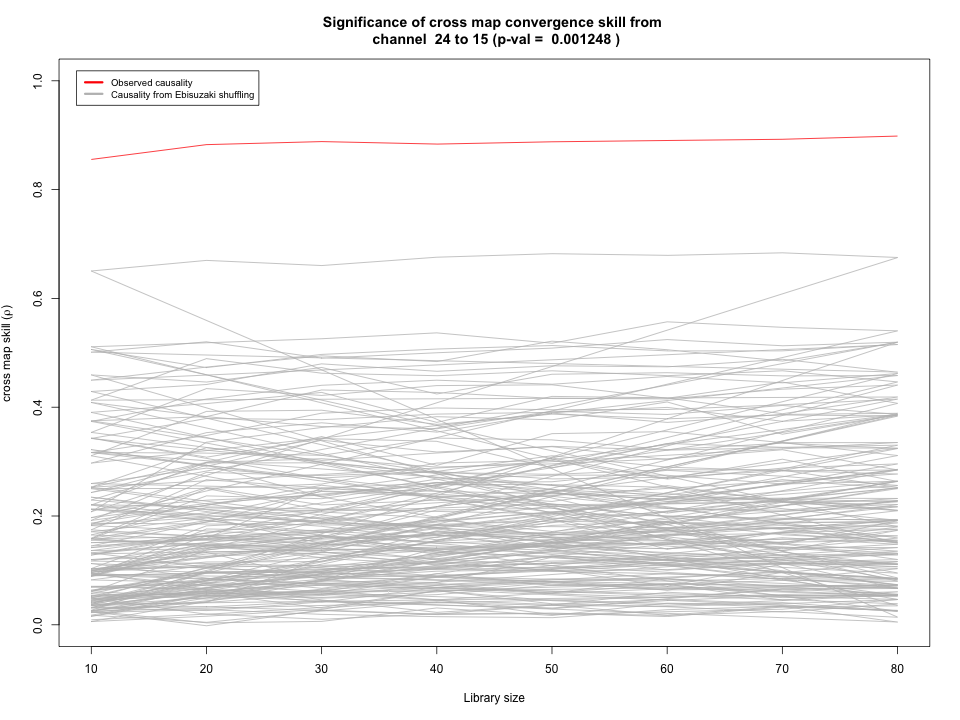 Significance of cross map convergence skill from
channel  24 to 15 (p-val =  0.001248 )
Observed causality
Causality from Ebisuzaki shuffling
cross map skill (ρ)
1.0
0.8
0.6
0.4
0.2
0.0
10 20 30 40 50 60 70 80
Library size